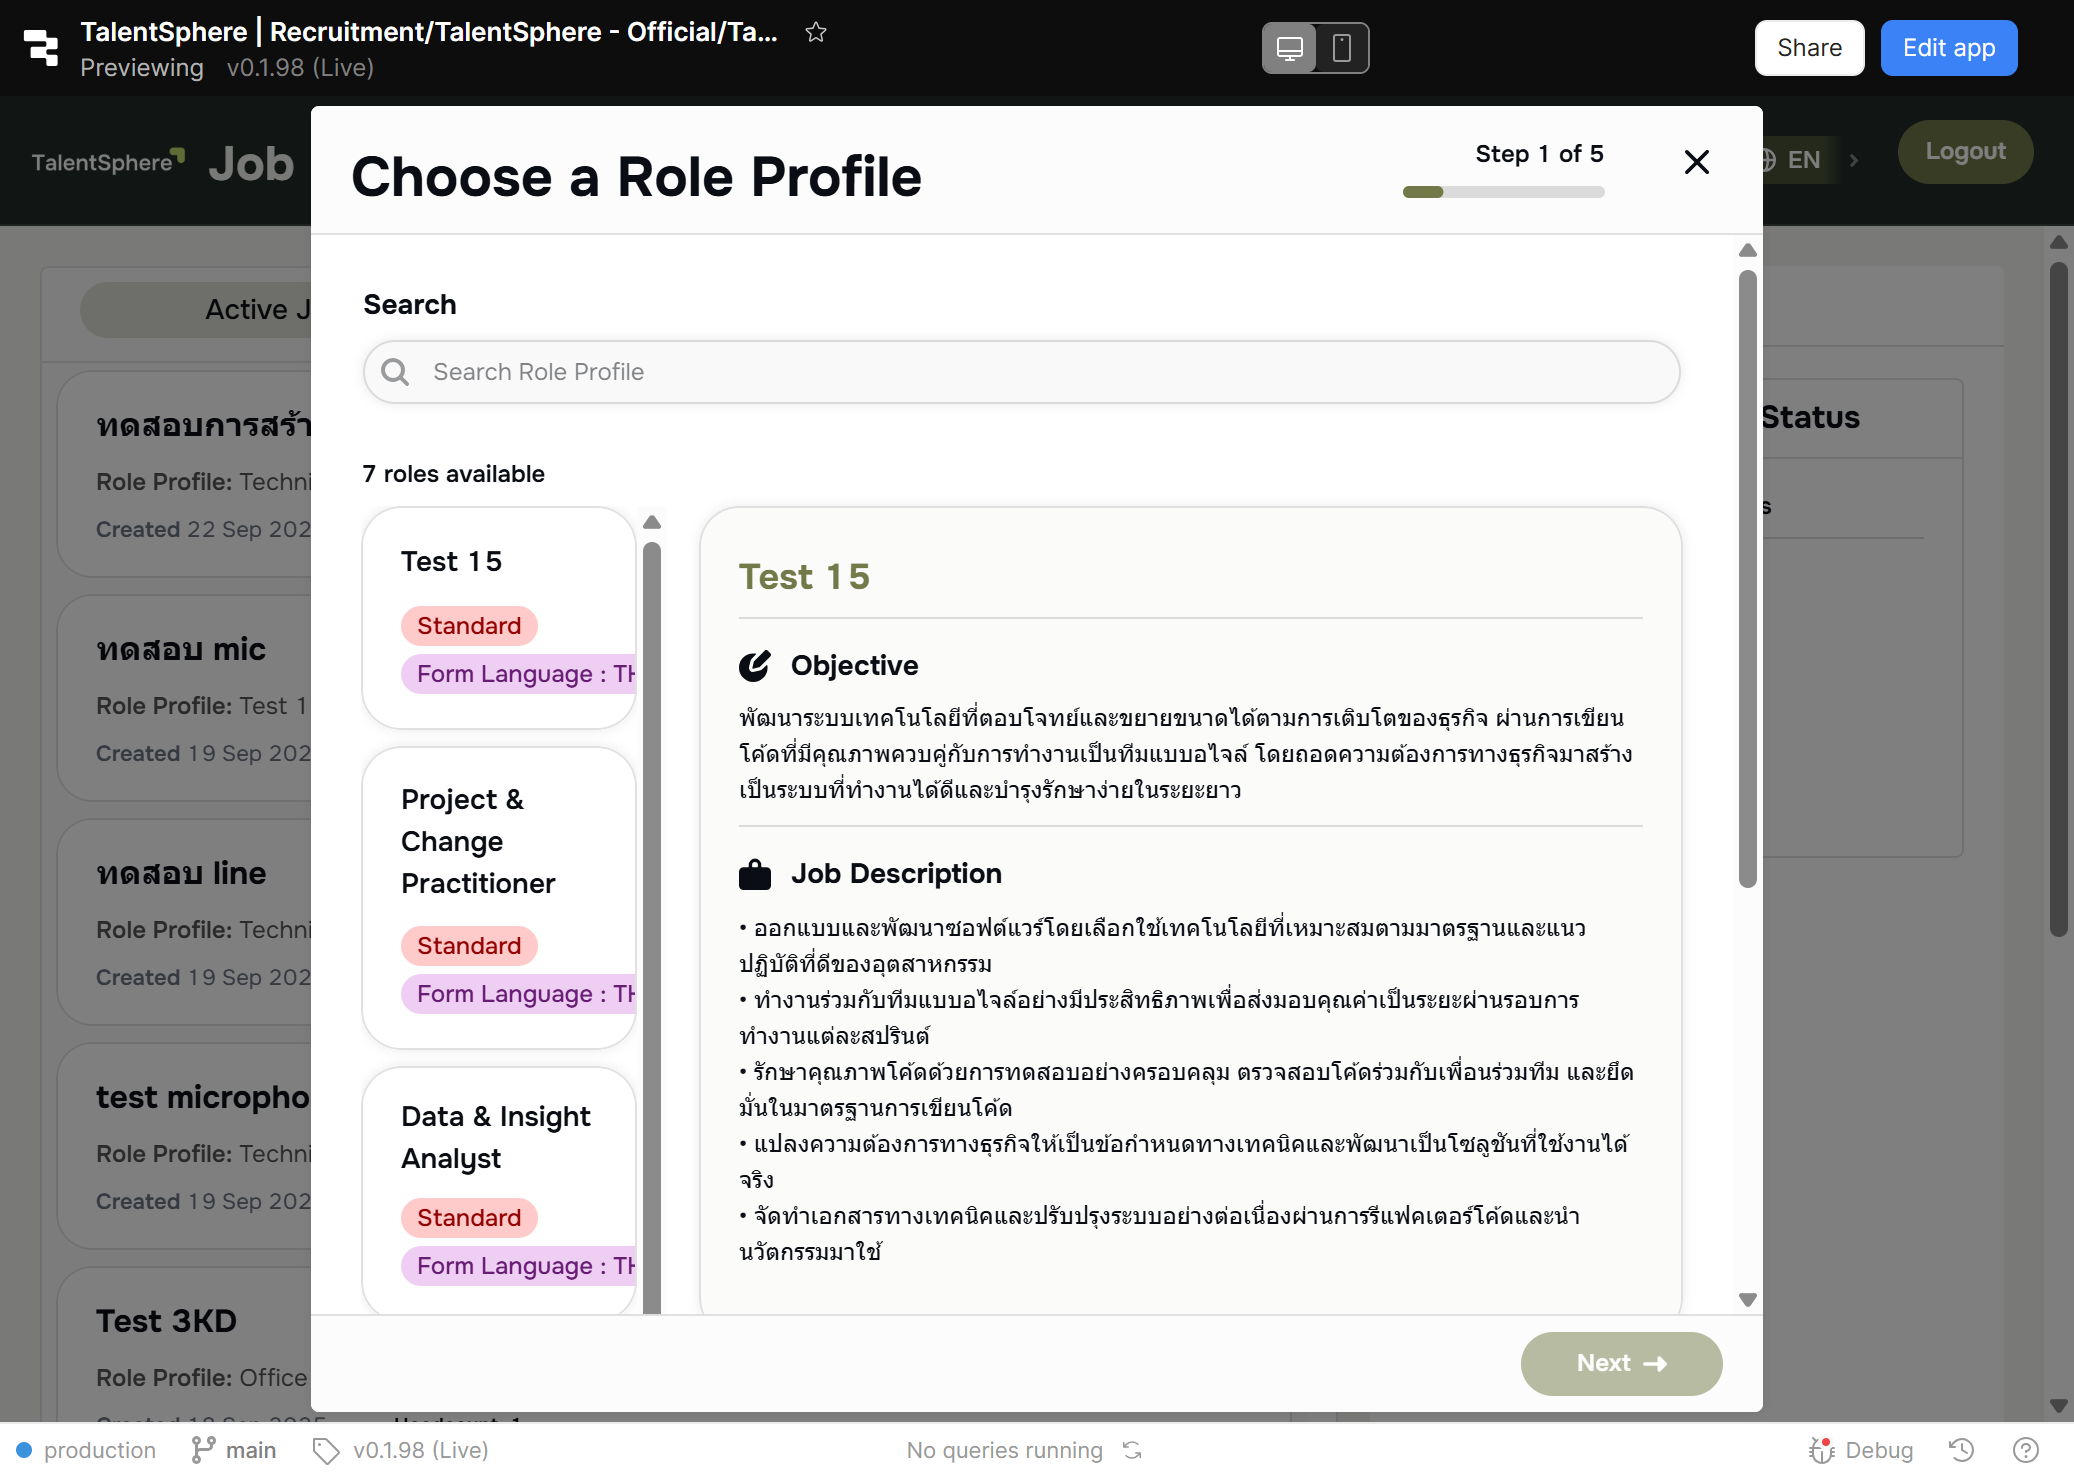 TalentSphere | Recruitment/TalentSphere - Official/Ta...
Previewing v0.1.98 (Live)
Share
Edit app
TalentSphere Job
EN
Logout
Choose a Role Profile
Step 1 of 5
Active J
ทดสอบการสร้า
Role Profile: Techni
Created 22 Sep 202
ทดสอบ mic
Role Profile: Test 1
Created 19 Sep 202
ทดสอบ line
Role Profile: Techni
Created 19 Sep 202
test micropho
Role Profile: Techni
Created 19 Sep 202
Test 3KD
Role Profile: Office
Status
s
Search
Search Role Profile
7 roles available
Test 15
Standard
Form Language : TH
Project &
Change
Practitioner
Standard
Form Language : TH
Data & Insight
Analyst
Standard
Form Language : TH
Test 15
Objective
พัฒนาระบบเทคโนโลยีที่ตอบโจทย์และขยายขนาดได้ตามการเติบโตของธุรกิจ ผ่านการเขียน
โค้ดที่มีคุณภาพควบคู่กับการทำงานเป็นทีมแบบอไจล์ โดยถอดความต้องการทางธุรกิจมาสร้าง
เป็นระบบที่ทำงานได้ดีและบำรุงรักษาง่ายในระยะยาว
Job Description
• ออกแบบและพัฒนาซอฟต์แวร์โดยเลือกใช้เทคโนโลยีที่เหมาะสมตามมาตรฐานและแนว
ปฏิบัติที่ดีของอุตสาหกรรม
• ทำงานร่วมกับทีมแบบอไจล์อย่างมีประสิทธิภาพเพื่อส่งมอบคุณค่าเป็นระยะผ่านรอบการ
ทำงานแต่ละสปรินต์
• รักษาคุณภาพโค้ดด้วยการทดสอบอย่างครอบคลุม ตรวจสอบโค้ดร่วมกับเพื่อนร่วมทีม และยึด
มั่นในมาตรฐานการเขียนโค้ด
• แปลงความต้องการทางธุรกิจให้เป็นข้อกำหนดทางเทคนิคและพัฒนาเป็นโซลูชันที่ใช้งานได้
จริง
• จัดทำเอกสารทางเทคนิคและปรับปรุงระบบอย่างต่อเนื่องผ่านการรีแฟคเตอร์โค้ดและนำ
นวัตกรรมมาใช้
Next
production main v0.1.98 (Live)
No queries running
Debug